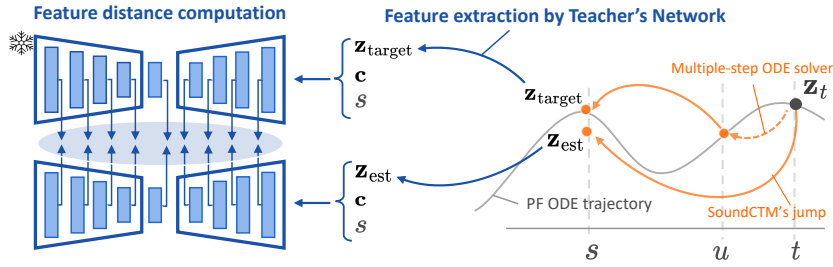 Feature distance computation
Feature extraction by Teacher's Network
z_target
c
s
z_est
c
s
Multiple-step ODE solver
z_t
z_target
z_est
PF ODE trajectory
SoundCTM's jump
s
u
t